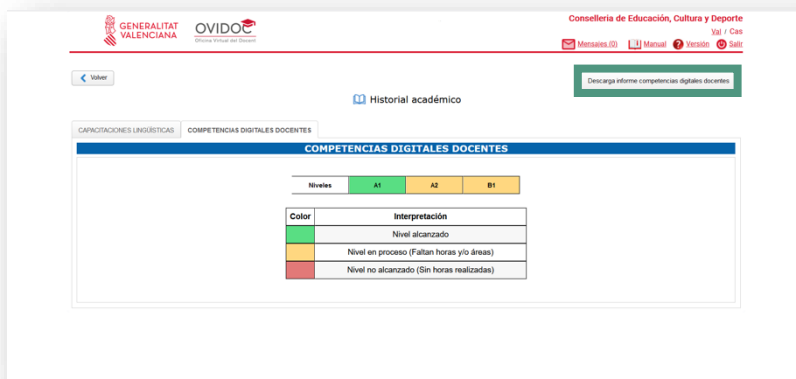 GENERALITAT
VALENCIANA
OVIDOC
Oficina Virtual del Docent
Conselleria de Educación, Cultura y Deporte
Val / Cas
Mensajes (0) Manual Versión Salir
Volver
Descarga informe competencias digitales docentes
Historial académico
CAPACITACIONES LINGÜÍSTICAS COMPETENCIAS DIGITALES DOCENTES
COMPETENCIAS DIGITALES DOCENTES
Niveles A1 A2 B1
Color Interpretación
Nivel alcanzado
Nivel en proceso (Faltan horas y/o áreas)
Nivel no alcanzado (Sin horas realizadas)